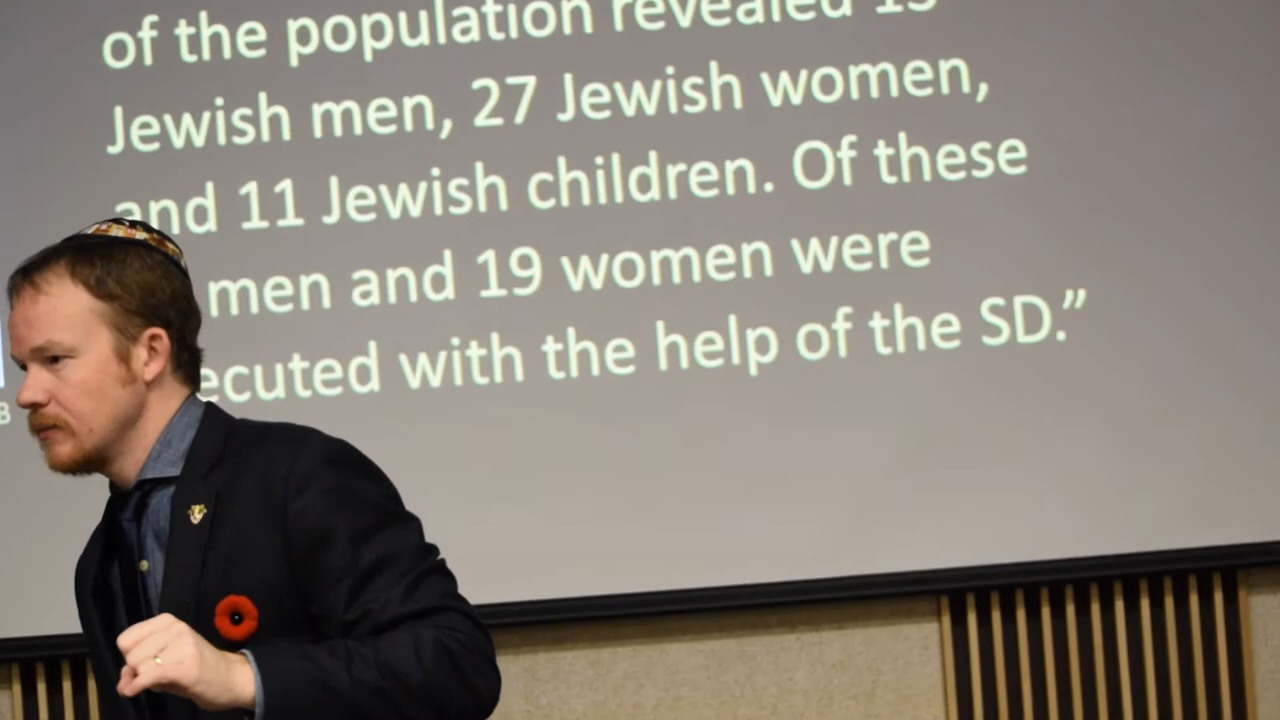 of the population revealed 13
Jewish men, 27 Jewish women,
and 11 Jewish children. Of these
men and 19 women were
ecuted with the help of the SD.”
B